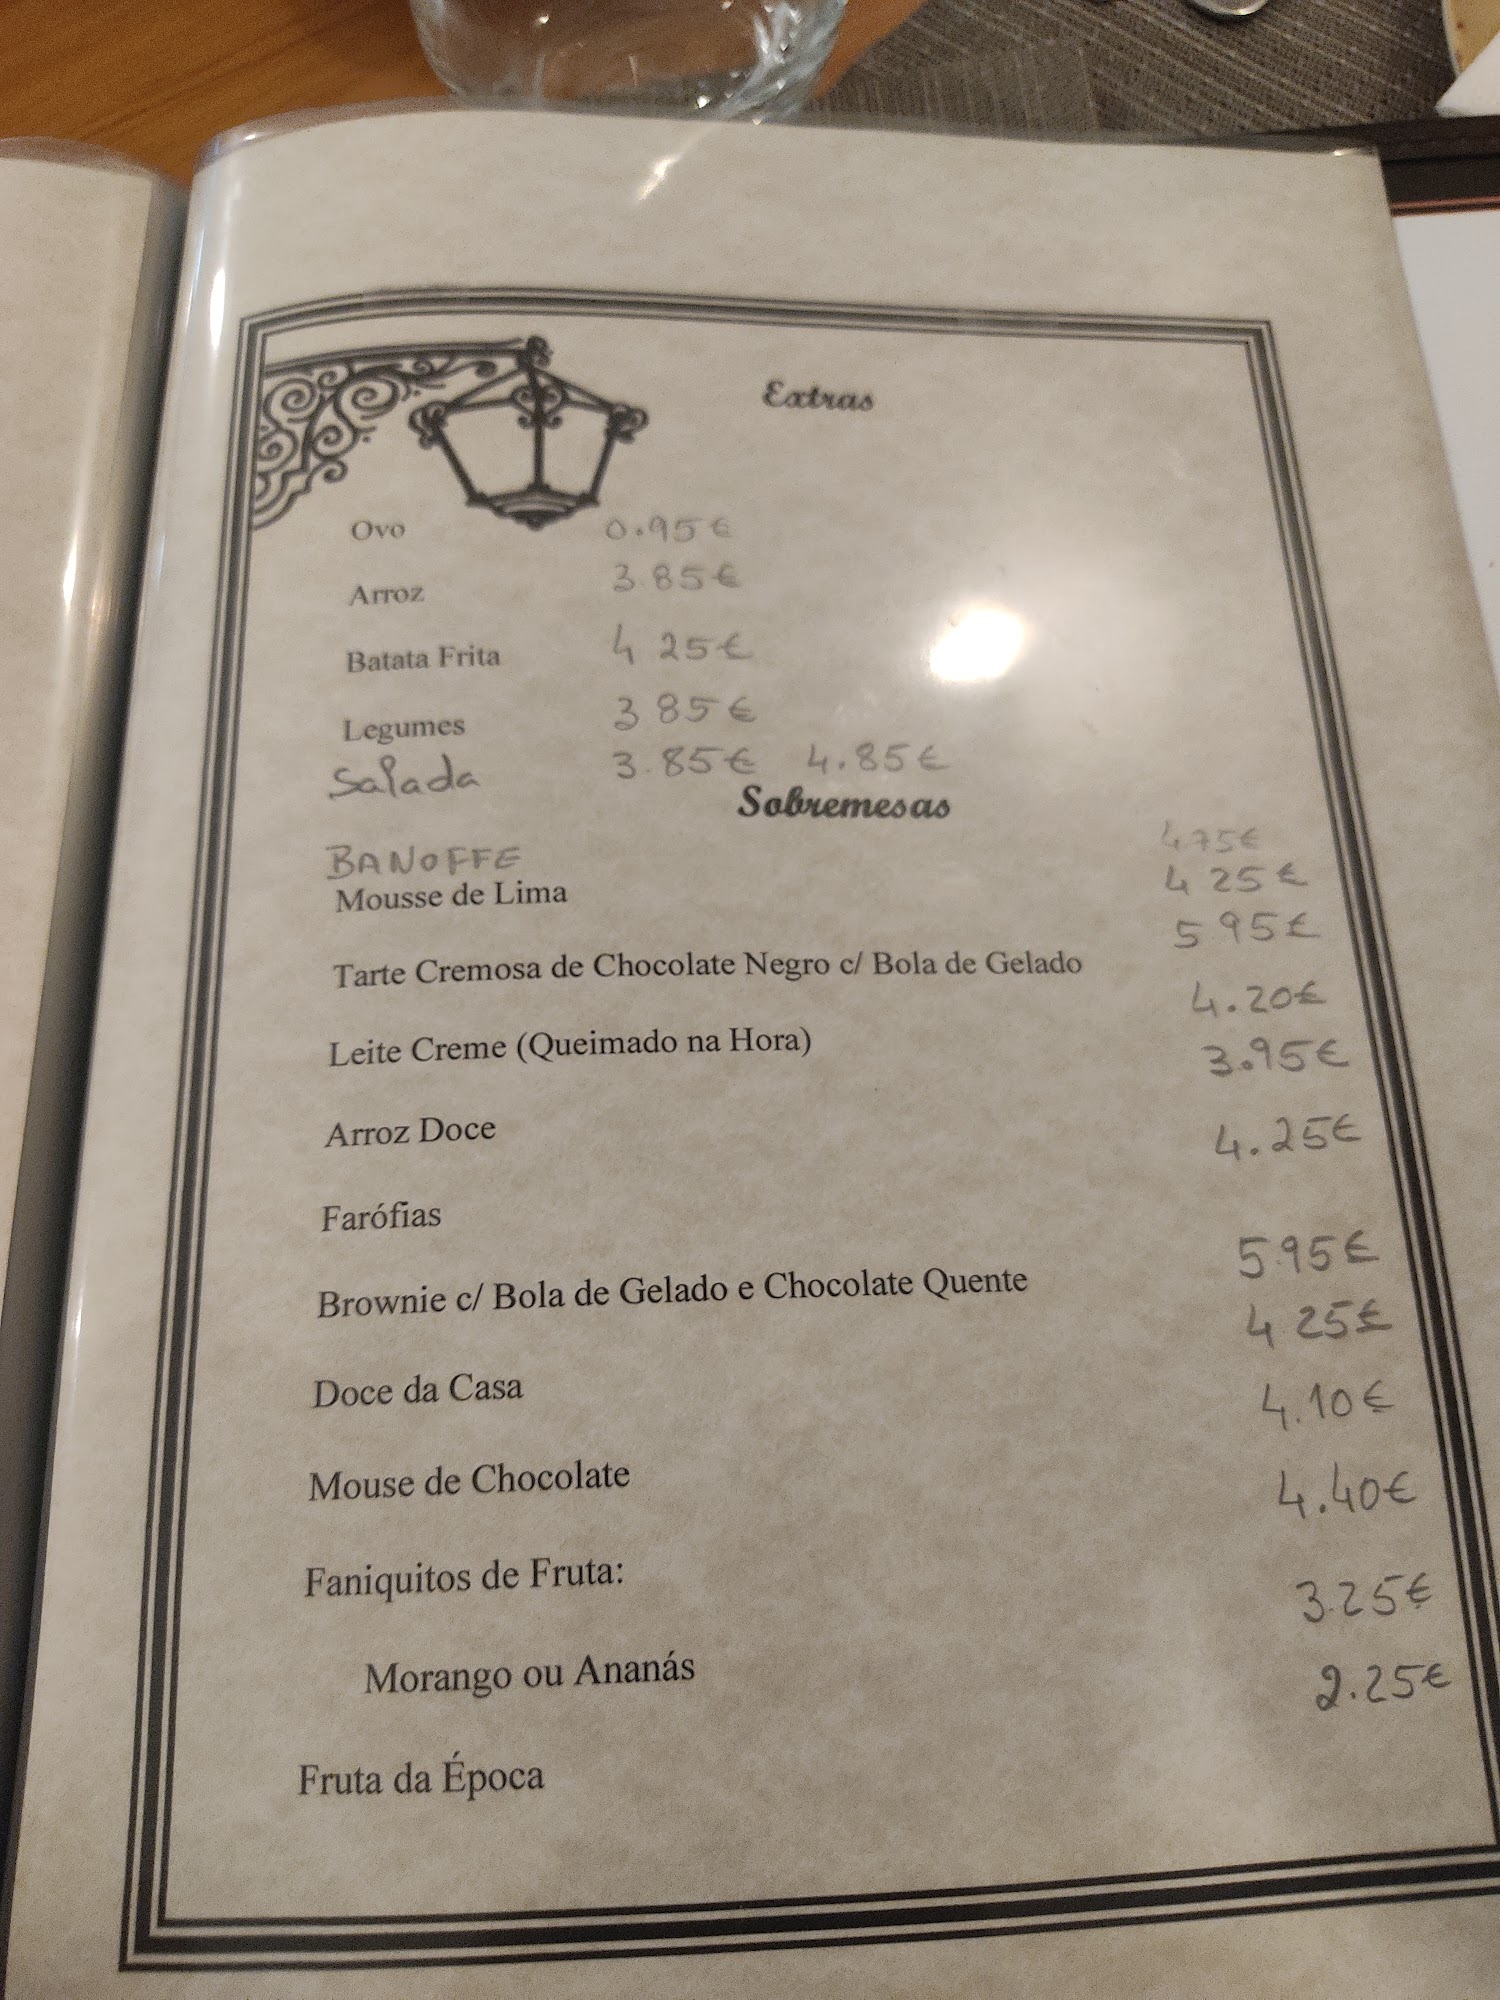 Extras
Ovo 0.95€
Arroz 3.85€
Batata Frita 4 25€
Legumes 3 85€
Salada 3.85€ 4.85€
Sobremesas
BANOFFE 4 75€
Mousse de Lima 4 25€
Tarte Cremosa de Chocolate Negro c/ Bola de Gelado 5 95€
Leite Creme (Queimado na Hora) 4.20€
Arroz Doce 3.95€
Farófias 4.25€
Brownie c/ Bola de Gelado e Chocolate Quente 5.95€
Doce da Casa 4 25€
Mouse de Chocolate 4.10€
Faniquitos de Fruta: 4.40€
Morango ou Ananás 3.25€
Fruta da Época 2.25€